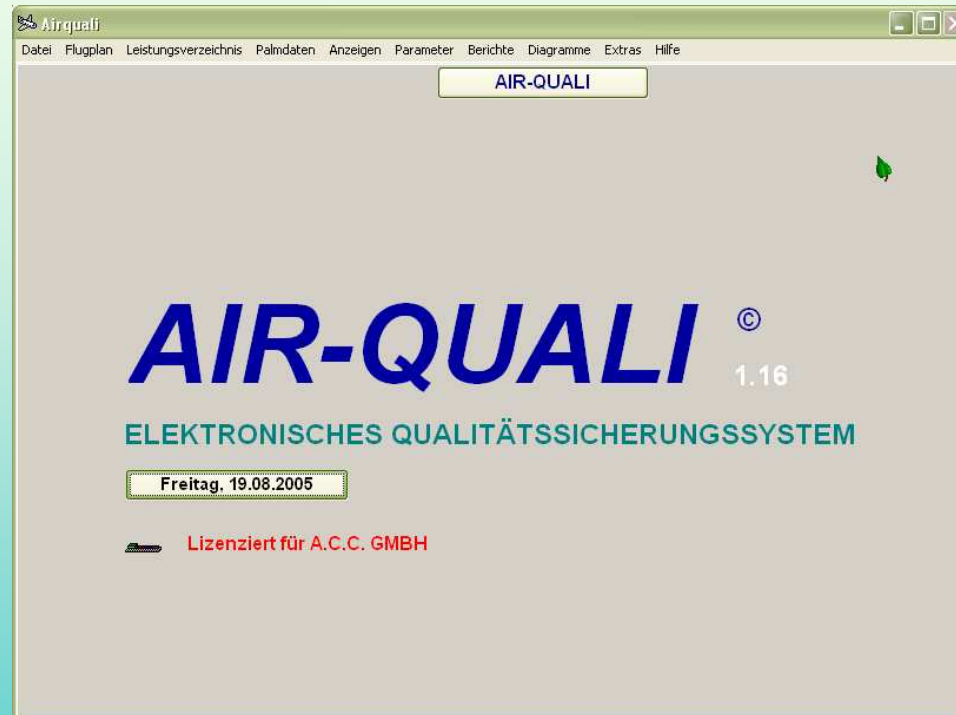 Airquali
Datei Flugplan Leistungsverzeichnis Palmdaten Anzeigen Parameter Berichte Diagramme Extras Hilfe
AIR-QUALI
AIR-QUALI ©
1.16
ELEKTRONISCHES QUALITÄTSSICHERUNGSSYSTEM
Freitag, 19.08.2005
Lizenziert für A.C.C. GMBH